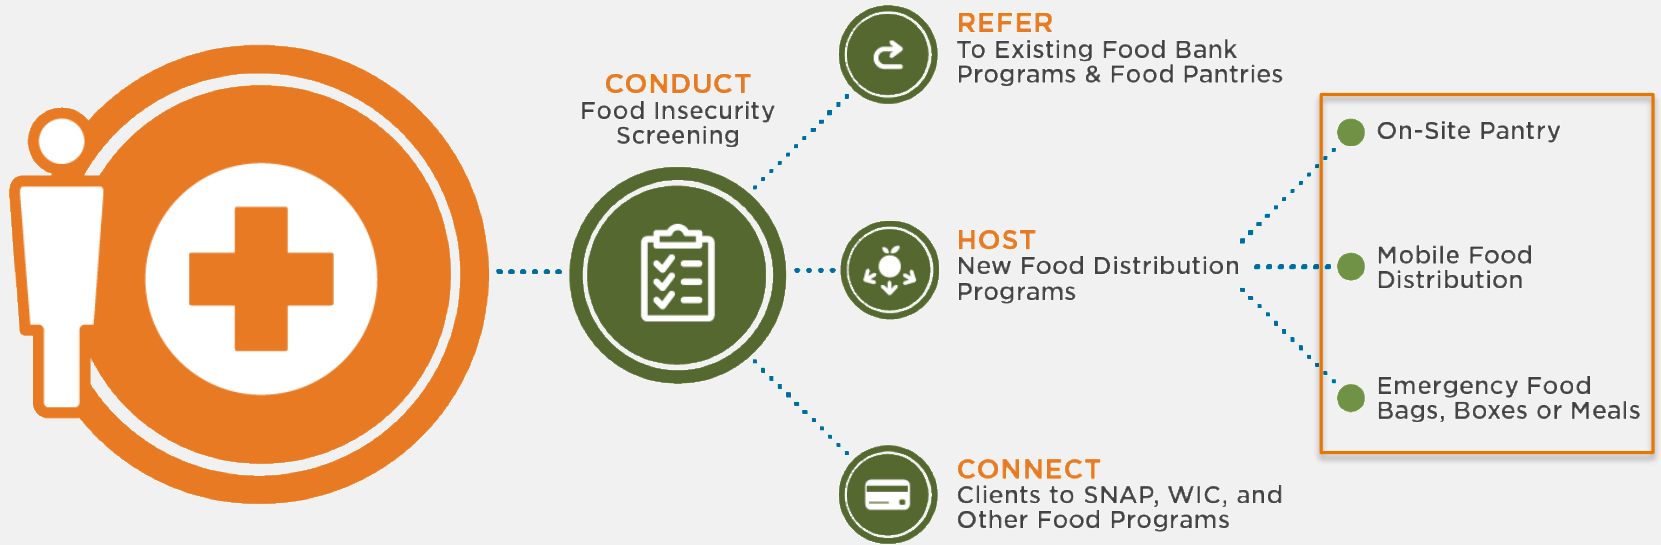 CONDUCT
Food Insecurity
Screening
REFER
To Existing Food Bank
Programs & Food Pantries
HOST
New Food Distribution
Programs
CONNECT
Clients to SNAP, WIC, and
Other Food Programs
On-Site Pantry
Mobile Food
Distribution
Emergency Food
Bags, Boxes or Meals